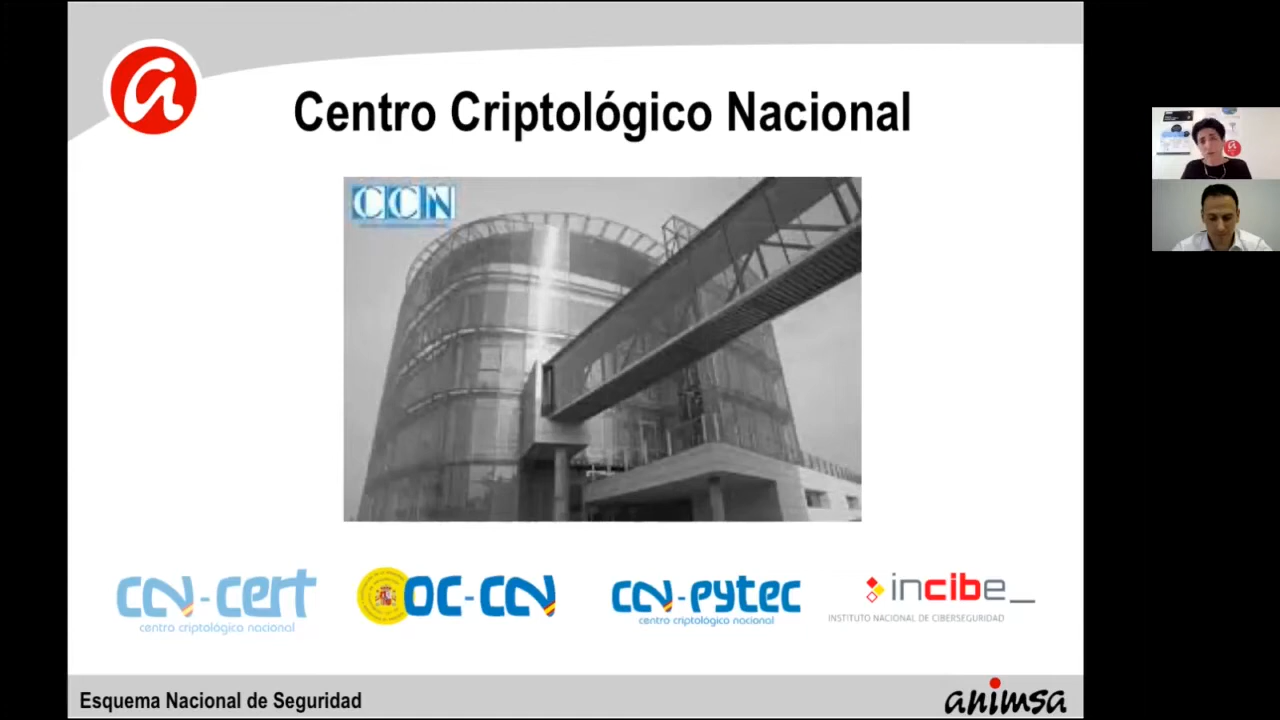 a
Centro Criptológico Nacional
CCN
ccn-cert
centro criptológico nacional
OC-CCN
ccn-pytec
centro criptológico nacional
incibe_
INSTITUTO NACIONAL DE CIBERSEGURIDAD
Esquema Nacional de Seguridad
animsa